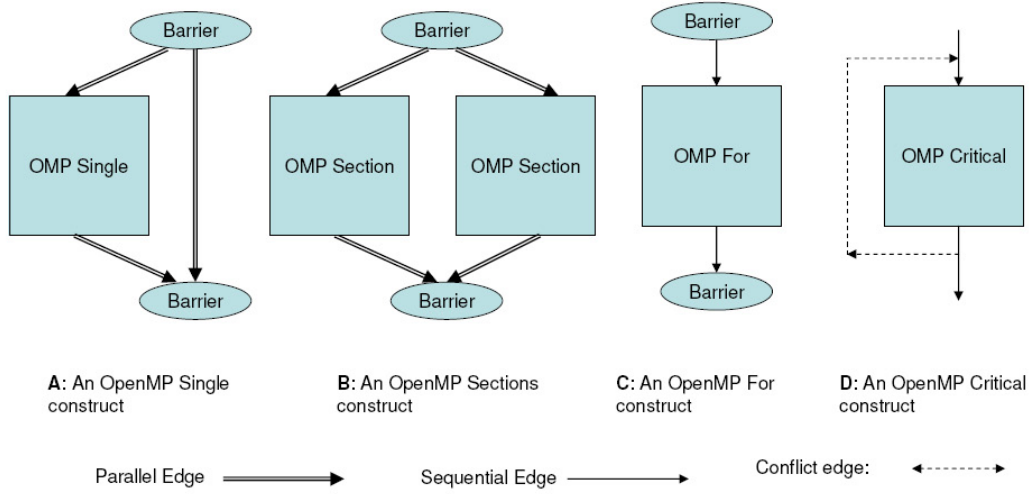 Barrier
Barrier
Barrier
OMP Single
OMP Section
OMP Section
OMP For
OMP Critical
Barrier
Barrier
Barrier
A: An OpenMP Single
construct
B: An OpenMP Sections
construct
C: An OpenMP For
construct
D: An OpenMP Critical
construct
Parallel Edge
Sequential Edge
Conflict edge: